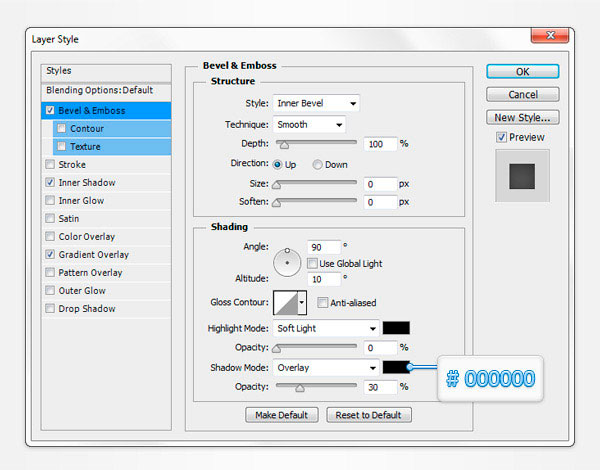 Layer Style
Styles
Blending Options:Default
Bevel & Emboss
Contour
Texture
Stroke
Inner Shadow
Inner Glow
Satin
Color Overlay
Gradient Overlay
Pattern Overlay
Outer Glow
Drop Shadow
Bevel & Emboss
Structure
Style: Inner Bevel
Technique: Smooth
Depth: 100 %
Direction: Up Down
Size: 0 px
Soften: 0 px
Shading
Angle: 90 °
Use Global Light
Altitude: 10 °
Gloss Contour: Anti-aliased
Highlight Mode: Soft Light
Opacity: 0 %
Shadow Mode: Overlay
Opacity: 30 %
Make Default Reset to Default
OK
Cancel
New Style...
Preview
# 000000